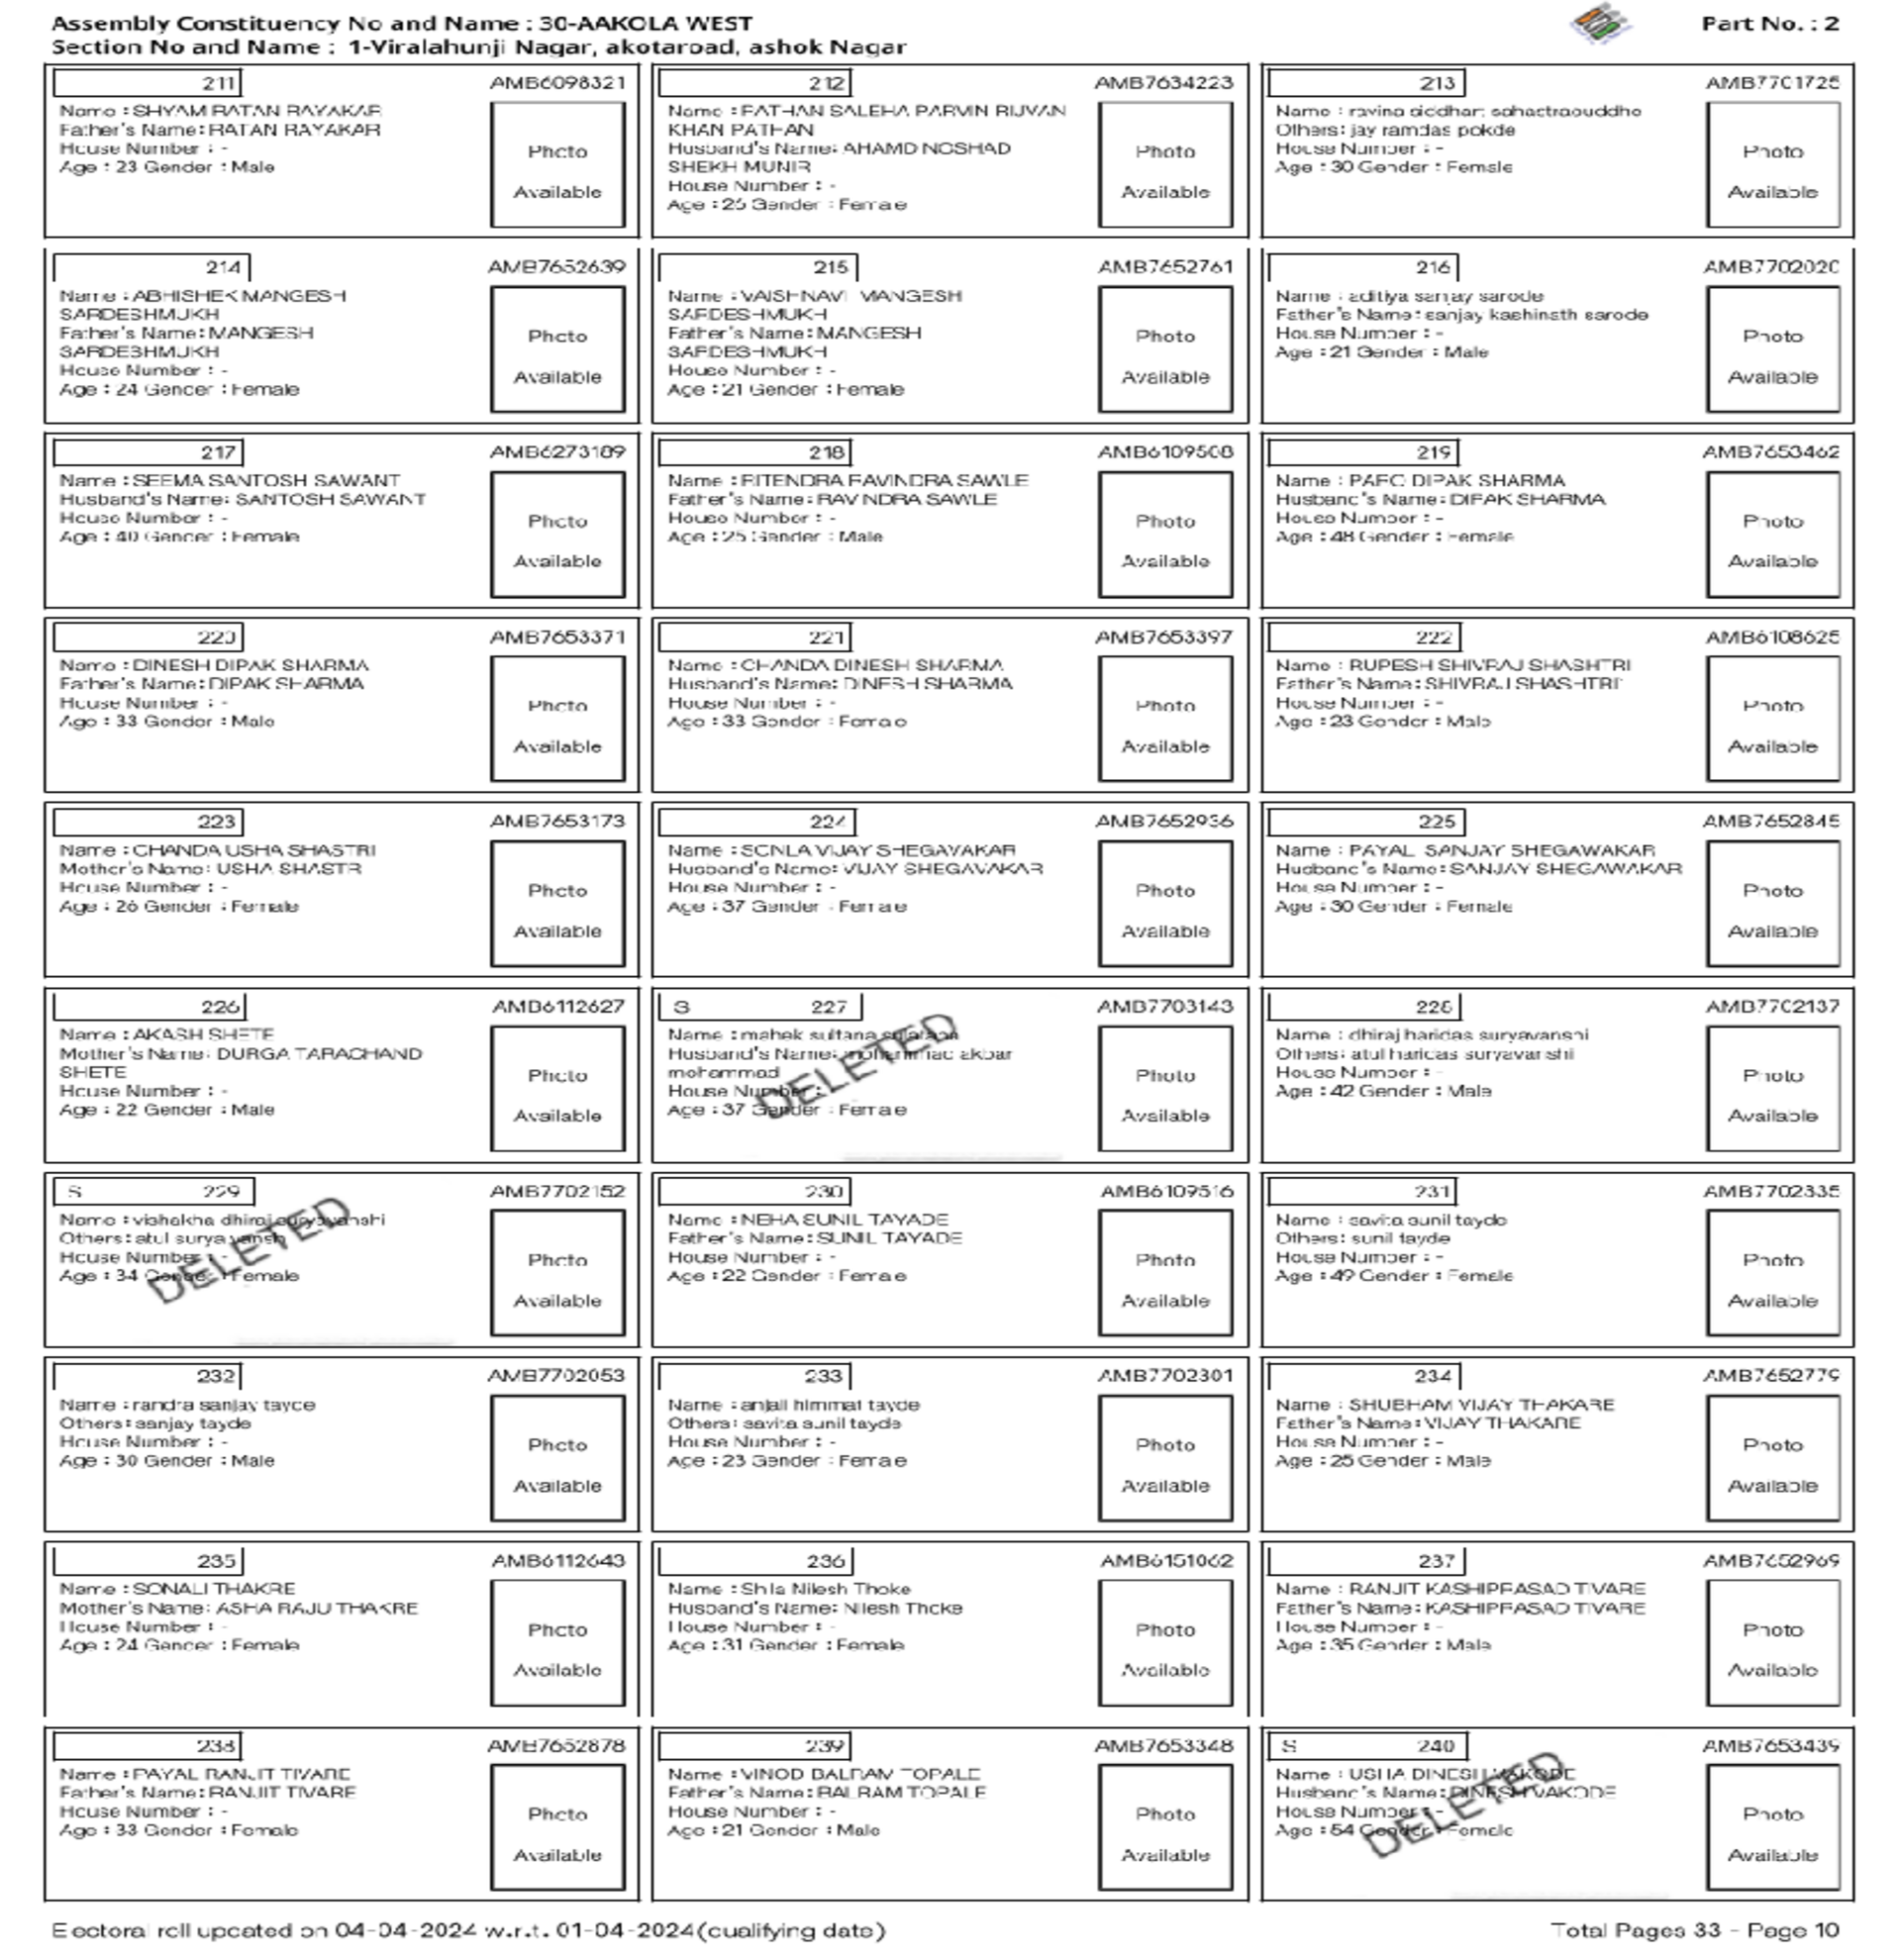 Assembly Constituency No and Name : 30-AAKOLA WEST
Part No. : 2
Section No and Name : 1-Viralahunji Nagar, akotaroad, ashok Nagar
211
AMB6098321
Name : SHYAM RATAN RAYAKAR
Father's Name: RATAN RAYAKAR
House Number : -
Age : 23 Gender : Male
Photo
Available
212
AMB7634223
Name : PATHAN SALEHA PARVIN RIJVAN
KHAN PATHAN
Husband's Name: AHAMD NOSHAD
SHEKH MUNIR
House Number : -
Age : 26 Gender : Female
Photo
Available
213
AMB7701725
Name : ravina siddhart sahastraouddhe
Others: jay ramdas pokde
House Number : -
Age : 30 Gender : Female
Photo
Available
214
AMB7652639
Name : ABHISHEK MANGESH
SARDESHMUKH
Father's Name: MANGESH
SARDESHMUKH
House Number : -
Age : 24 Gender : Female
Photo
Available
215
AMB7652761
Name : VAISHNAVI MANGESH
SARDESHMUKH
Father's Name: MANGESH
SARDESHMUKH
House Number : -
Age : 21 Gender : Female
Photo
Available
216
AMB7702020
Name : aditiya sanjay sarode
Father's Name: sanjay kashinath sarode
House Number : -
Age : 21 Gender : Male
Photo
Available
217
AMB6273189
Name : SEEMA SANTOSH SAWANT
Husband's Name: SANTOSH SAWANT
House Number : -
Age : 40 Gender : Female
Photo
Available
218
AMB6109508
Name : RITENDRA RAVINDRA SAWLE
Father's Name: RAVINDRA SAWLE
House Number : -
Age : 25 Gender : Male
Photo
Available
219
AMB7653462
Name : PARO DIPAK SHARMA
Husband's Name: DIPAK SHARMA
House Number : -
Age : 48 Gender : Female
Photo
Available
220
AMB7653371
Name : DINESH DIPAK SHARMA
Father's Name: DIPAK SHARMA
House Number : -
Age : 33 Gender : Male
Photo
Available
221
AMB7653397
Name : CHANDA DINESH SHARMA
Husband's Name: DINESH SHARMA
House Number : -
Age : 33 Gender : Female
Photo
Available
222
AMB6108625
Name : RUPESH SHIVRAJ SHASHTRI
Father's Name: SHIVRAJ SHASHTRI
House Number : -
Age : 23 Gender : Male
Photo
Available
223
AMB7653173
Name : CHANDA USHA SHASTRI
Mother's Name: USHA SHASTRI
House Number : -
Age : 26 Gender : Female
Photo
Available
224
AMB7652936
Name : VIJAY SHEGAVAKAR
Husband's Name: VIJAY SHEGAVAKAR
House Number : -
Age : 37 Gender : Female
Photo
Available
225
AMB7652845
Name : PAYAL SANJAY SHEGAWAKAR
Husband's Name: SANJAY SHEGAWAKAR
House Number : -
Age : 30 Gender : Female
Photo
Available
226
AMB6112627
Name : AKASH SHETE
Mother's Name: DURGA TARACHAND
SHETE
House Number : -
Age : 22 Gender : Male
Photo
Available
S 227
AMB7703143
Name : mahek sultana
Husband's Name: mohammad akbar
mohammad
House Number :
Age : 37 Gender : Female
DELETED
Photo
Available
228
AMB7702137
Name : dhiraj haridas suryavanshi
Others: atul haridas suryavanshi
House Number : -
Age : 42 Gender : Male
Photo
Available
S 229
AMB7702152
Name : vishakha dhiraj suryavanshi
Others: atul suryavansh
House Number : -
Age : 34 Gender : Female
DELETED
Photo
Available
230
AMB6109516
Name : NEHA SUNIL TAYADE
Father's Name: SUNIL TAYADE
House Number : -
Age : 22 Gender : Female
Photo
Available
231
AMB7702335
Name : savita sunil tayde
Others: sunil tayde
House Number : -
Age : 49 Gender : Female
Photo
Available
232
AMB7702053
Name : randra sanjay tayde
Others: sanjay tayde
House Number : -
Age : 30 Gender : Male
Photo
Available
233
AMB7702301
Name : anjali himmat tayde
Others: savita sunil tayde
House Number : -
Age : 23 Gender : Female
Photo
Available
234
AMB7652779
Name : SHUBHAM VIJAY THAKARE
Father's Name: VIJAY THAKARE
House Number : -
Age : 25 Gender : Male
Photo
Available
235
AMB6112643
Name : SONALI THAKRE
Mother's Name: ASHA RAJU THAKRE
House Number : -
Age : 24 Gender : Female
Photo
Available
236
AMB6151062
Name : Shila Nilesh Thoke
Husband's Name: Nilesh Thoke
House Number : -
Age : 31 Gender : Female
Photo
Available
237
AMB7652969
Name : RANJIT KASHIPRASAD TIVARE
Father's Name: KASHIPRASAD TIVARE
House Number : -
Age : 35 Gender : Male
Photo
Available
238
AMB7652878
Name : PAYAL RANJIT TIVARE
Father's Name: RANJIT TIVARE
House Number : -
Age : 33 Gender : Female
Photo
Available
239
AMB7653348
Name : VINOD BALRAM TOPALE
Father's Name: BALRAM TOPALE
House Number : -
Age : 21 Gender : Male
Photo
Available
S 240
AMB7653439
Name : USHA DINESH VAKODE
Husband's Name: DINESH VAKODE
House Number : -
Age : 54 Gender : Female
DELETED
Photo
Available
Electoral roll updated on 04-04-2024 w.r.t. 01-04-2024(qualifying date)
Total Pages 33 - Page 10